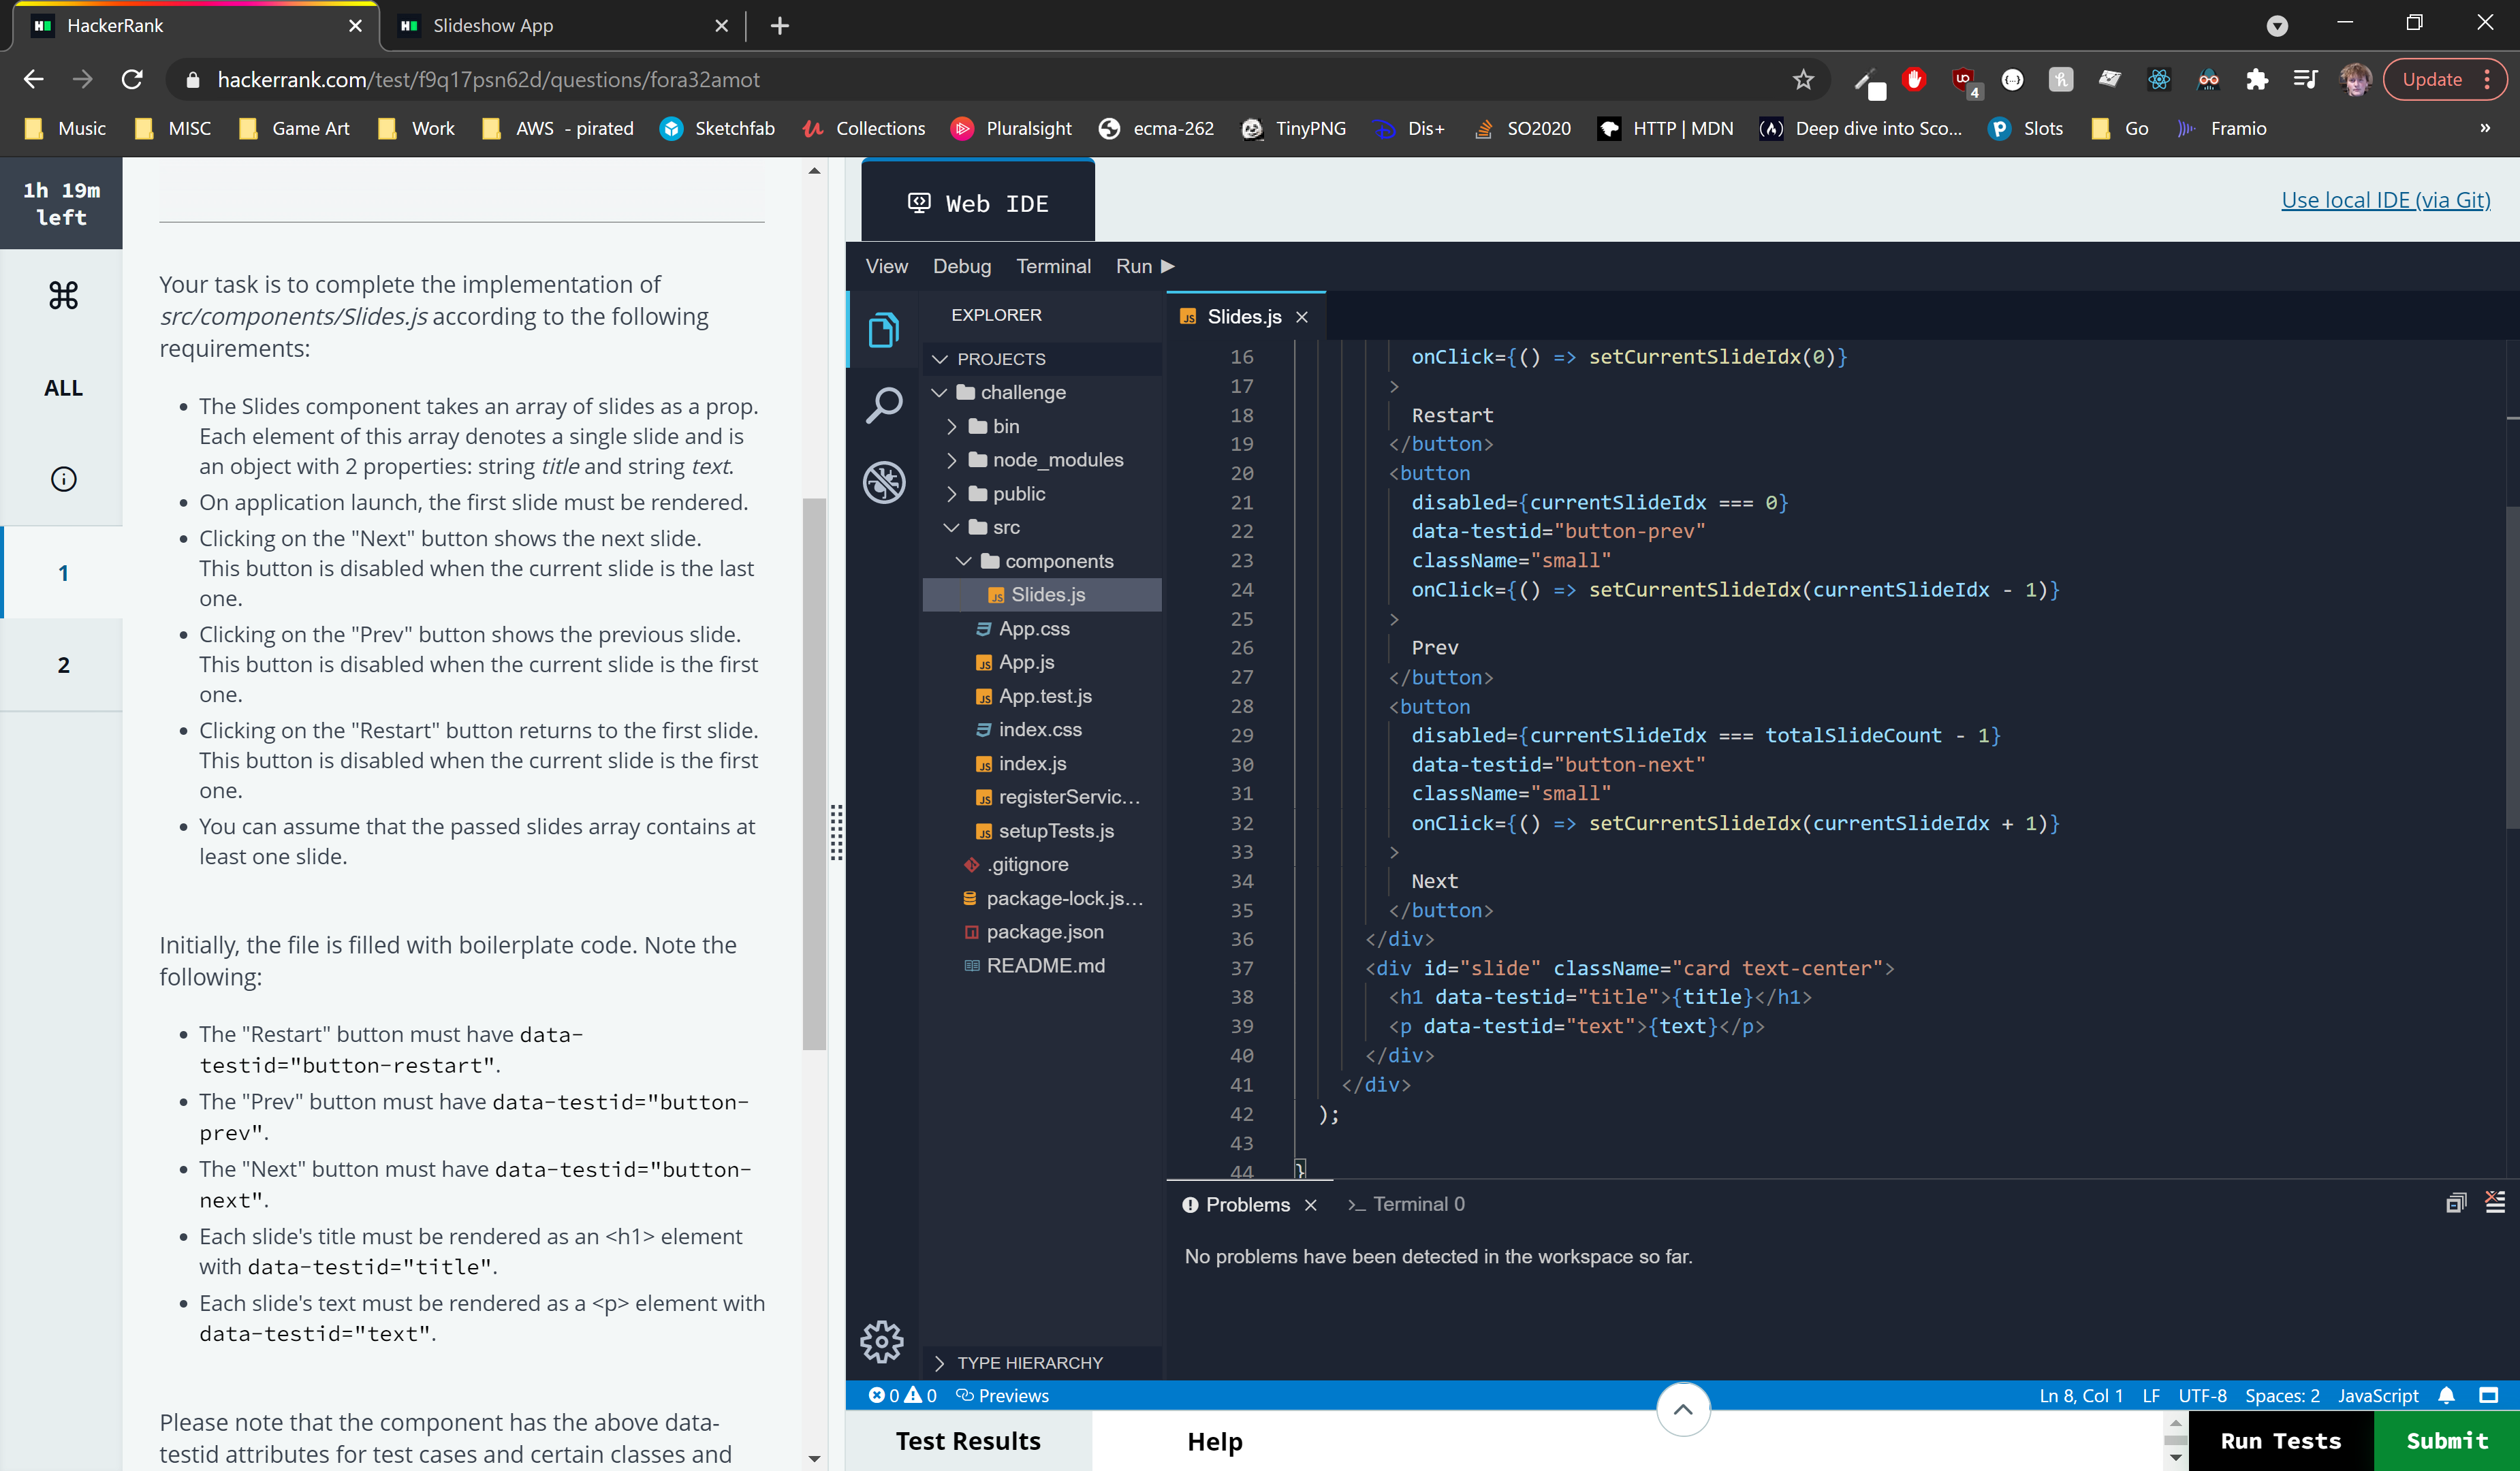 HackerRank
Slideshow App
hackerrank.com/test/f9q17psn62d/questions/fora32amot
4
Update
Music MISC Game Art Work AWS - pirated Sketchfab Collections Pluralsight ecma-262 TinyPNG Dis+ SO2020 HTTP | MDN Deep dive into Sco... Slots Go Framio »
1h 19m
left
ALL
1
2
Your task is to complete the implementation of
src/components/Slides.js according to the following
requirements:
The Slides component takes an array of slides as a prop.
Each element of this array denotes a single slide and is
an object with 2 properties: string title and string text.
On application launch, the first slide must be rendered.
Clicking on the "Next" button shows the next slide.
This button is disabled when the current slide is the last
one.
Clicking on the "Prev" button shows the previous slide.
This button is disabled when the current slide is the first
one.
Clicking on the "Restart" button returns to the first slide.
This button is disabled when the current slide is the first
one.
You can assume that the passed slides array contains at
least one slide.
Initially, the file is filled with boilerplate code. Note the
following:
The "Restart" button must have data-
testid="button-restart".
The "Prev" button must have data-testid="button-
prev".
The "Next" button must have data-testid="button-
next".
Each slide's title must be rendered as an <h1> element
with data-testid="title".
Each slide's text must be rendered as a <p> element with
data-testid="text".
Please note that the component has the above data-
testid attributes for test cases and certain classes and
Web IDE
Use local IDE (via Git)
View Debug Terminal Run
EXPLORER
PROJECTS
challenge
bin
node_modules
public
src
components
Slides.js
App.css
App.js
App.test.js
index.css
index.js
registerServic...
setupTests.js
.gitignore
package-lock.js...
package.json
README.md
TYPE HIERARCHY
Slides.js
16 onClick={() => setCurrentSlideIdx(0)}
17 >
18 Restart
19 </button>
20 <button
21 disabled={currentSlideIdx === 0}
22 data-testid="button-prev"
23 className="small"
24 onClick={() => setCurrentSlideIdx(currentSlideIdx - 1)}
25 >
26 Prev
27 </button>
28 <button
29 disabled={currentSlideIdx === totalSlideCount - 1}
30 data-testid="button-next"
31 className="small"
32 onClick={() => setCurrentSlideIdx(currentSlideIdx + 1)}
33 >
34 Next
35 </button>
36 </div>
37 <div id="slide" className="card text-center">
38 <h1 data-testid="title">{title}</h1>
39 <p data-testid="text">{text}</p>
40 </div>
41 </div>
42 );
43
44 }
Problems
Terminal 0
No problems have been detected in the workspace so far.
0 0 Previews
Ln 8, Col 1 LF UTF-8 Spaces: 2 JavaScript
Test Results
Help
Run Tests
Submit